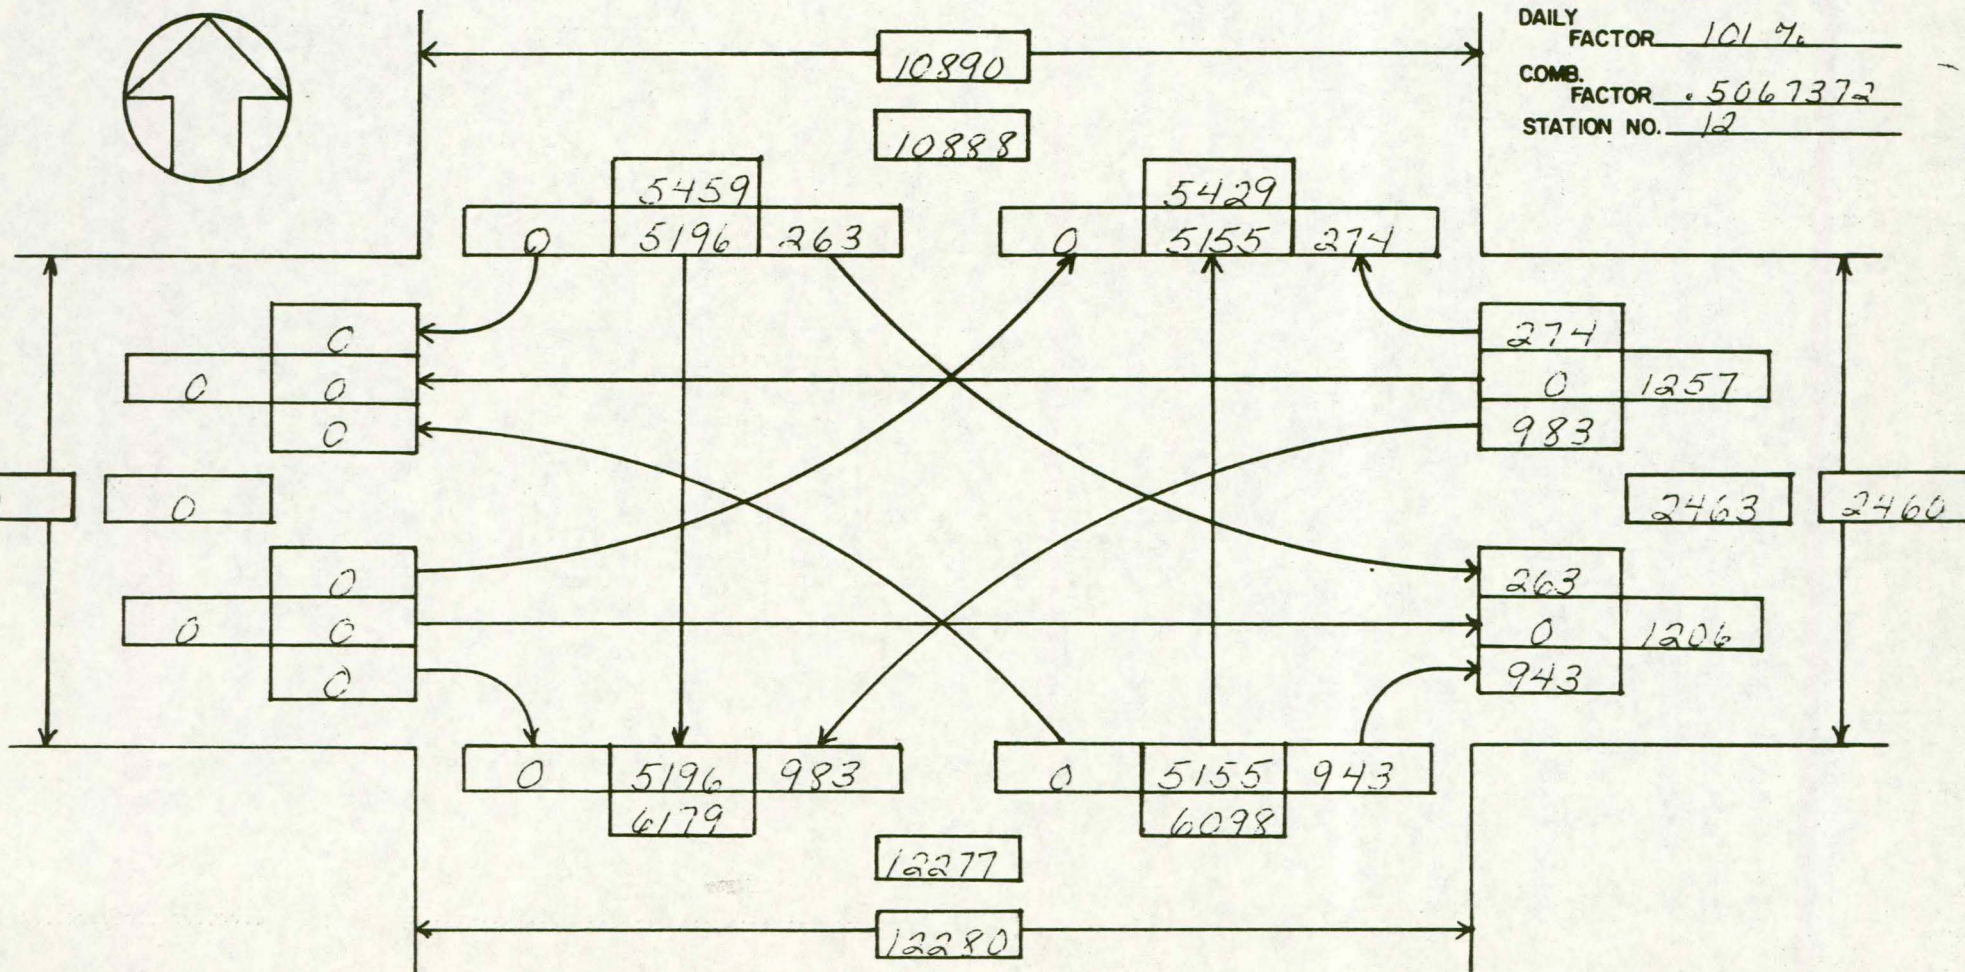 DAILY
FACTOR 101 %
10890
COMB.
FACTOR .5067372
10888
STATION NO. 12
5459 5429
0 5196 263 0 5155 274
0 274
0 0 0 1257
0 983
0 2463 2460
0 263
0 0 0 1206
0 943
0 5196 983 0 5155 943
6179 6098
12277
12280